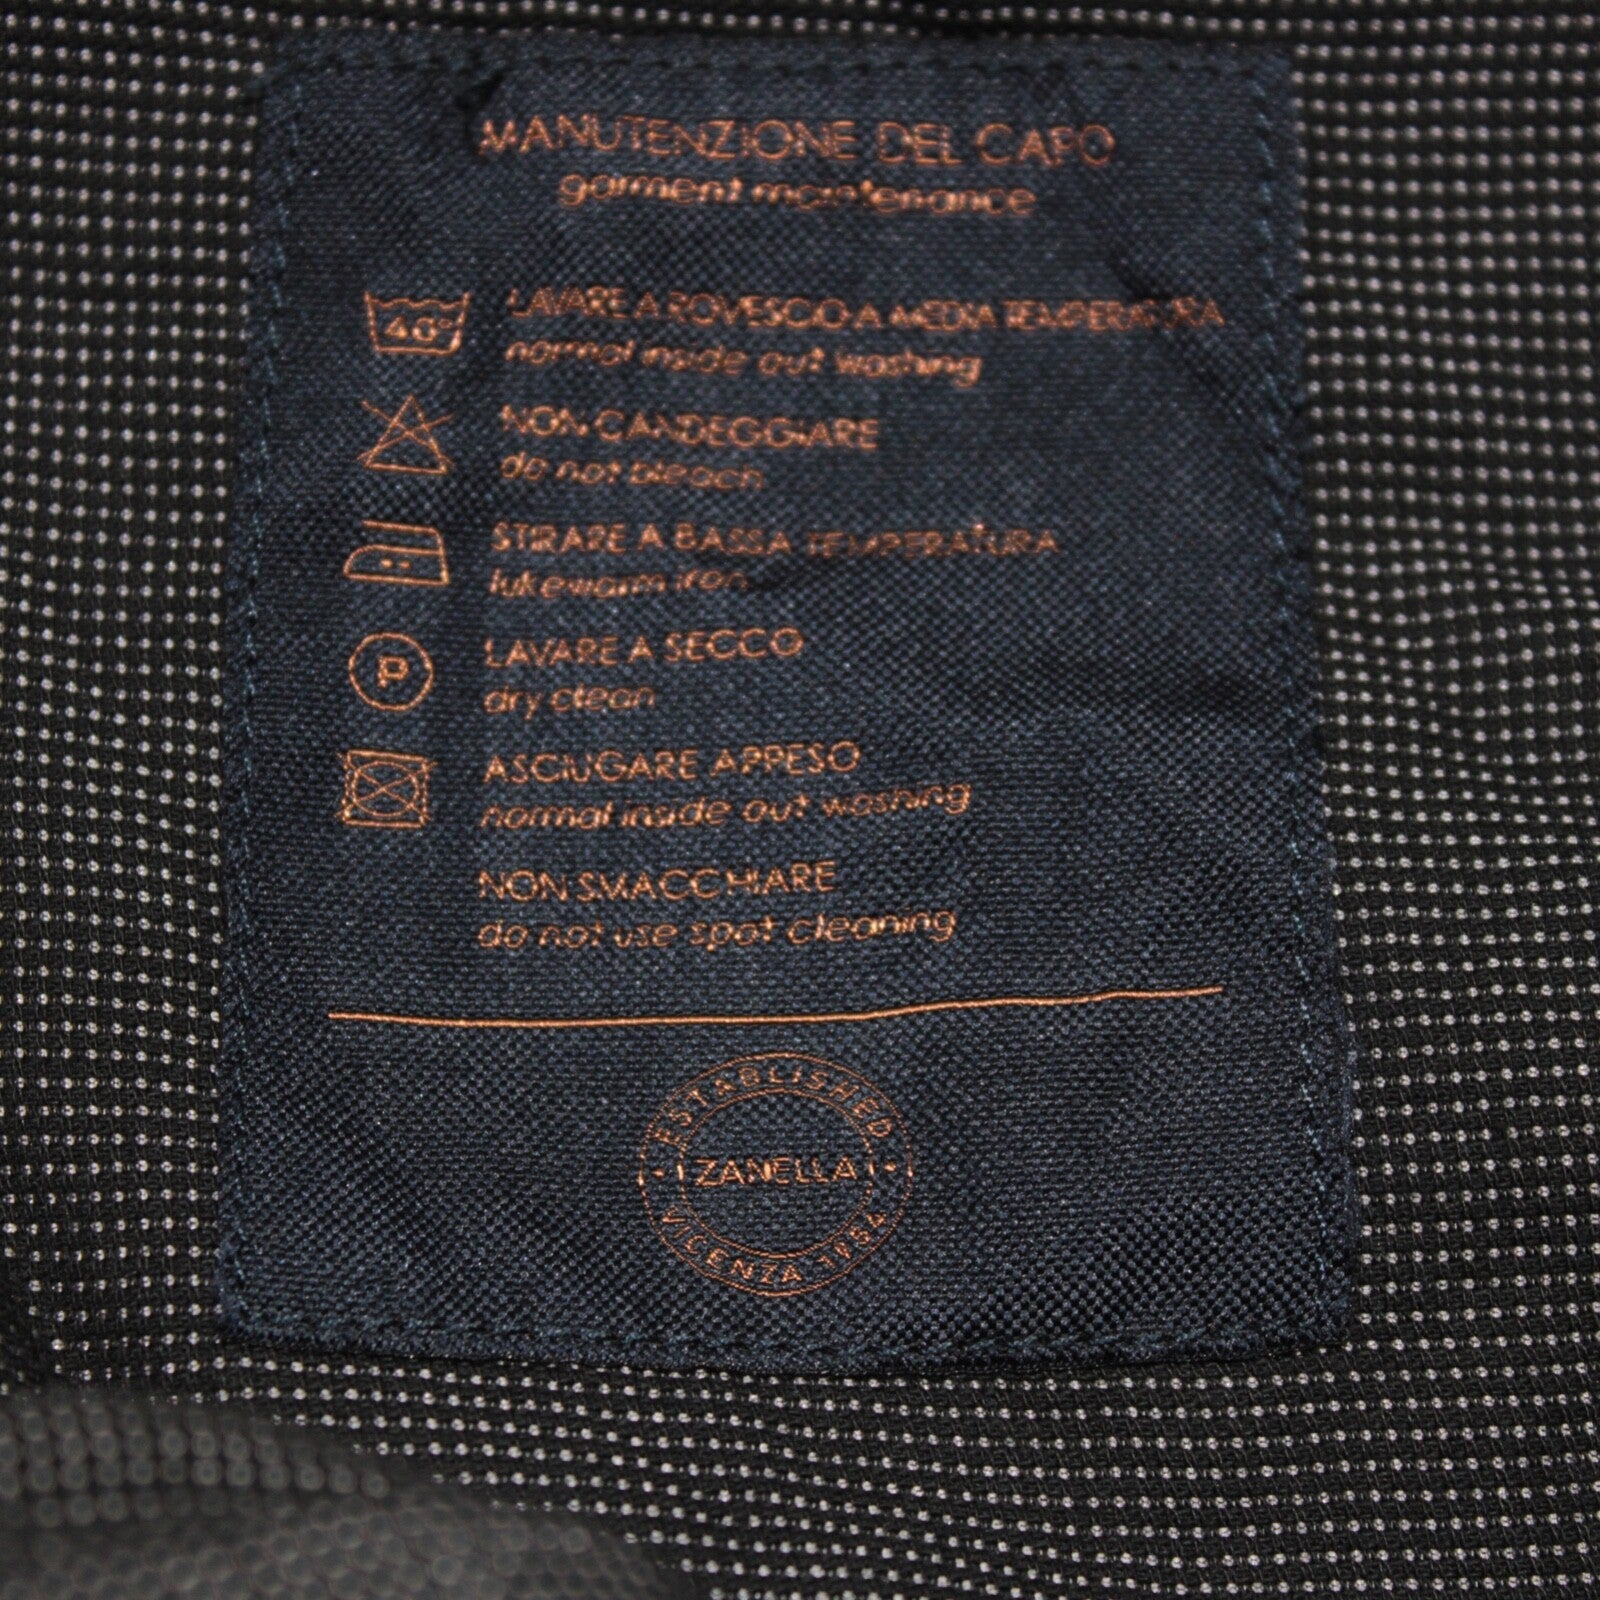 MANUTENZIONE DEL CAPO
garment maintenance
40°
LAVARE A ROVESCIO A MEDIA TEMPERATURA
normal inside out washing
NON CANDEGGIARE
do not bleach
STIRARE A BASSA TEMPERATURA
lukewarm iron
P
LAVARE A SECCO
dry clean
ASCIUGARE APPESO
normal inside out washing
NON SMACCHIARE
do not use spot cleaning
ESTABLISHED
ZANELLA
VICENZA 1954